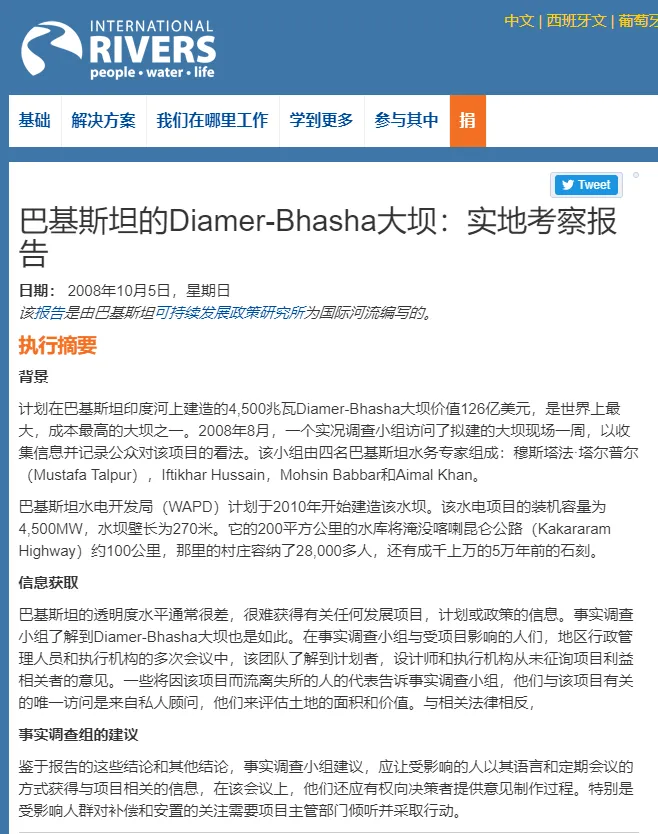 中文 | 西班牙文 | 葡萄牙
INTERNATIONAL
RIVERS
people • water • life
基础 解决方案 我们在哪里工作 学到更多 参与其中 捐
Tweet
巴基斯坦的Diamer-Bhasha大坝：实地考察报
告
日期： 2008年10月5日，星期日
该报告是由巴基斯坦可持续发展政策研究所为国际河流编写的。
执行摘要
背景
计划在巴基斯坦印度河上建造的4,500兆瓦Diamer-Bhasha大坝价值126亿美元，是世界上最
大，成本最高的大坝之一。2008年8月，一个实况调查小组访问了拟建的大坝现场一周，以收
集信息并记录公众对该项目的看法。该小组由四名巴基斯坦水务专家组成：穆斯塔法·塔尔普尔
（Mustafa Talpur），Iftikhar Hussain，Mohsin Babbar和Aimal Khan。
巴基斯坦水电开发局（WAPD）计划于2010年开始建造该水坝。该水电项目的装机容量为
4,500MW，水坝壁长为270米。它的200平方公里的水库将淹没喀喇昆仑公路（Kakararam
Highway）约100公里，那里的村庄容纳了28,000多人，还有成千上万的5万年前的石刻。
信息获取
巴基斯坦的透明度水平通常很差，很难获得有关任何发展项目，计划或政策的信息。事实调查
小组了解到Diamer-Bhasha大坝也是如此。在事实调查小组与受项目影响的人们，地区行政管
理人员和执行机构的多次会议中，该团队了解到计划者，设计师和执行机构从未征询项目利益
相关者的意见。一些将因该项目而流离失所的人的代表告诉事实调查小组，他们与该项目有关
的唯一访问是来自私人顾问，他们来评估土地的面积和价值。与相关法律相反，
事实调查组的建议
鉴于报告的这些结论和其他结论，事实调查小组建议，应让受影响的人以其语言和定期会议的
方式获得与项目相关的信息，在该会议上，他们还应有权向决策者提供意见制作过程。特别是
受影响人群对补偿和安置的关注需要项目主管部门倾听并采取行动。